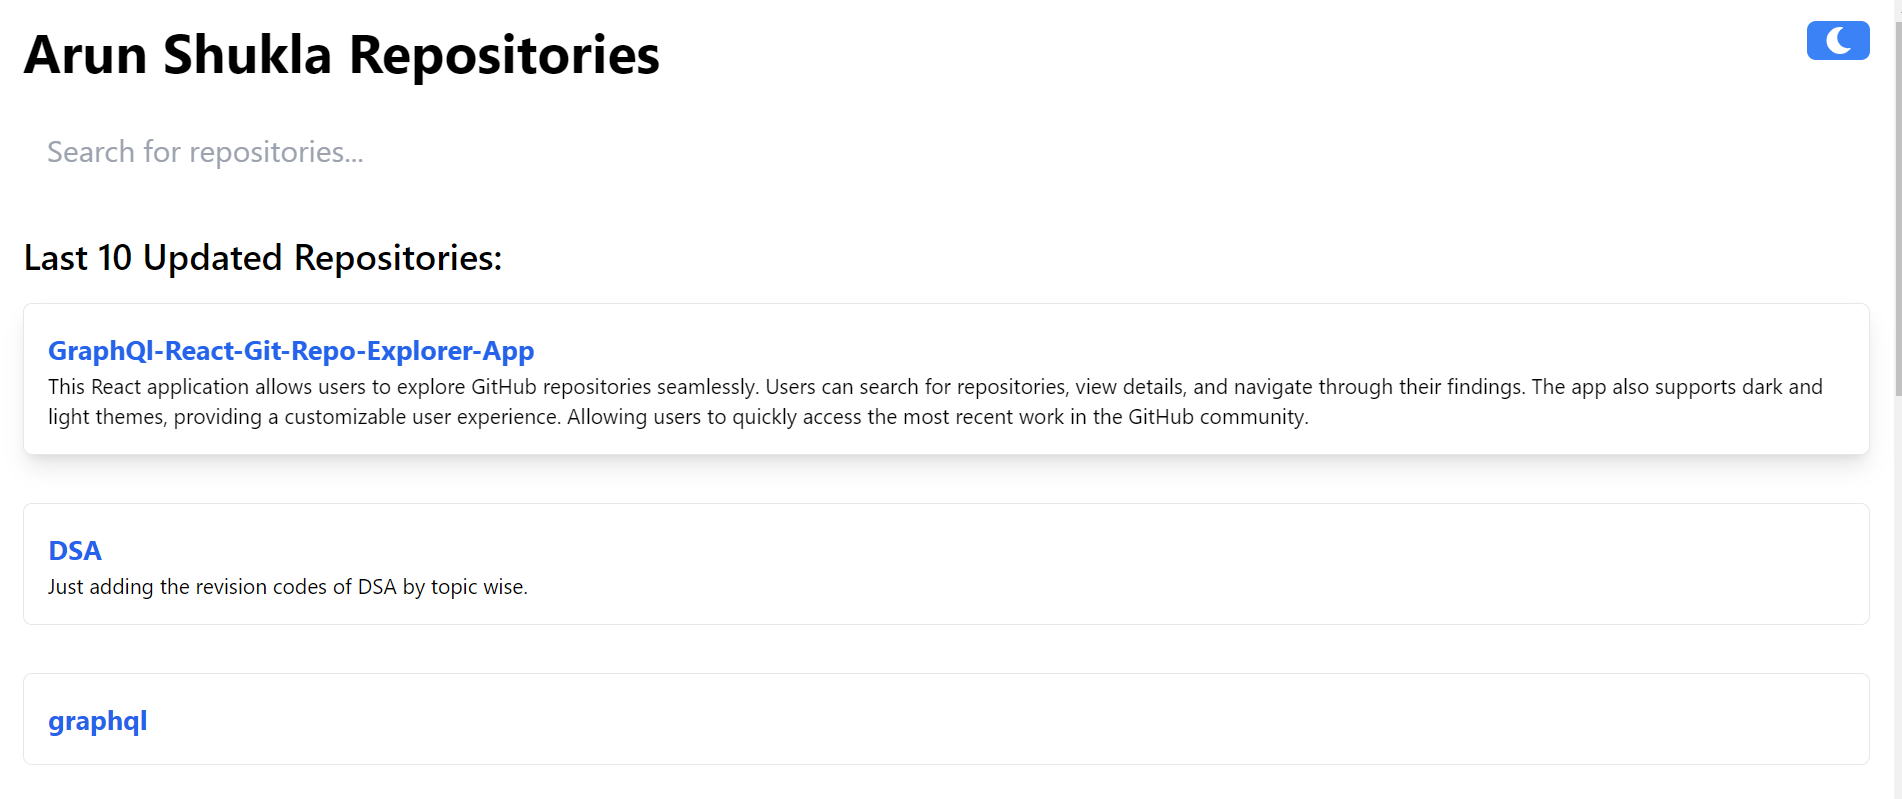 Arun Shukla Repositories
Search for repositories...
Last 10 Updated Repositories:
GraphQl-React-Git-Repo-Explorer-App
This React application allows users to explore GitHub repositories seamlessly. Users can search for repositories, view details, and navigate through their findings. The app also supports dark and
light themes, providing a customizable user experience. Allowing users to quickly access the most recent work in the GitHub community.
DSA
Just adding the revision codes of DSA by topic wise.
graphql